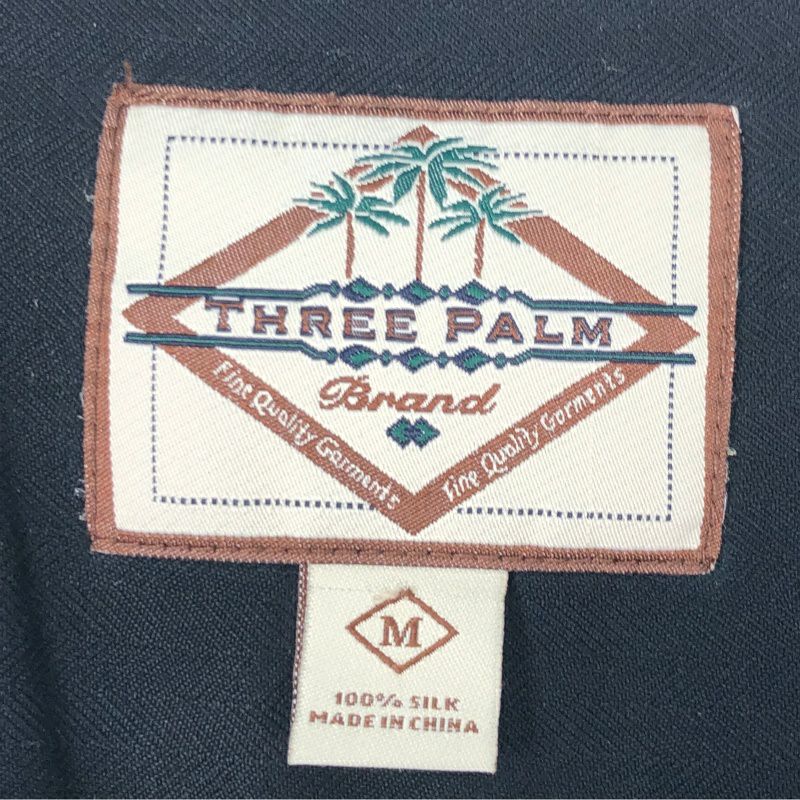 THREE PALM
Brand
Fine Quality Garments
Fine Quality Garments
M
100% SILK
MADE IN CHINA